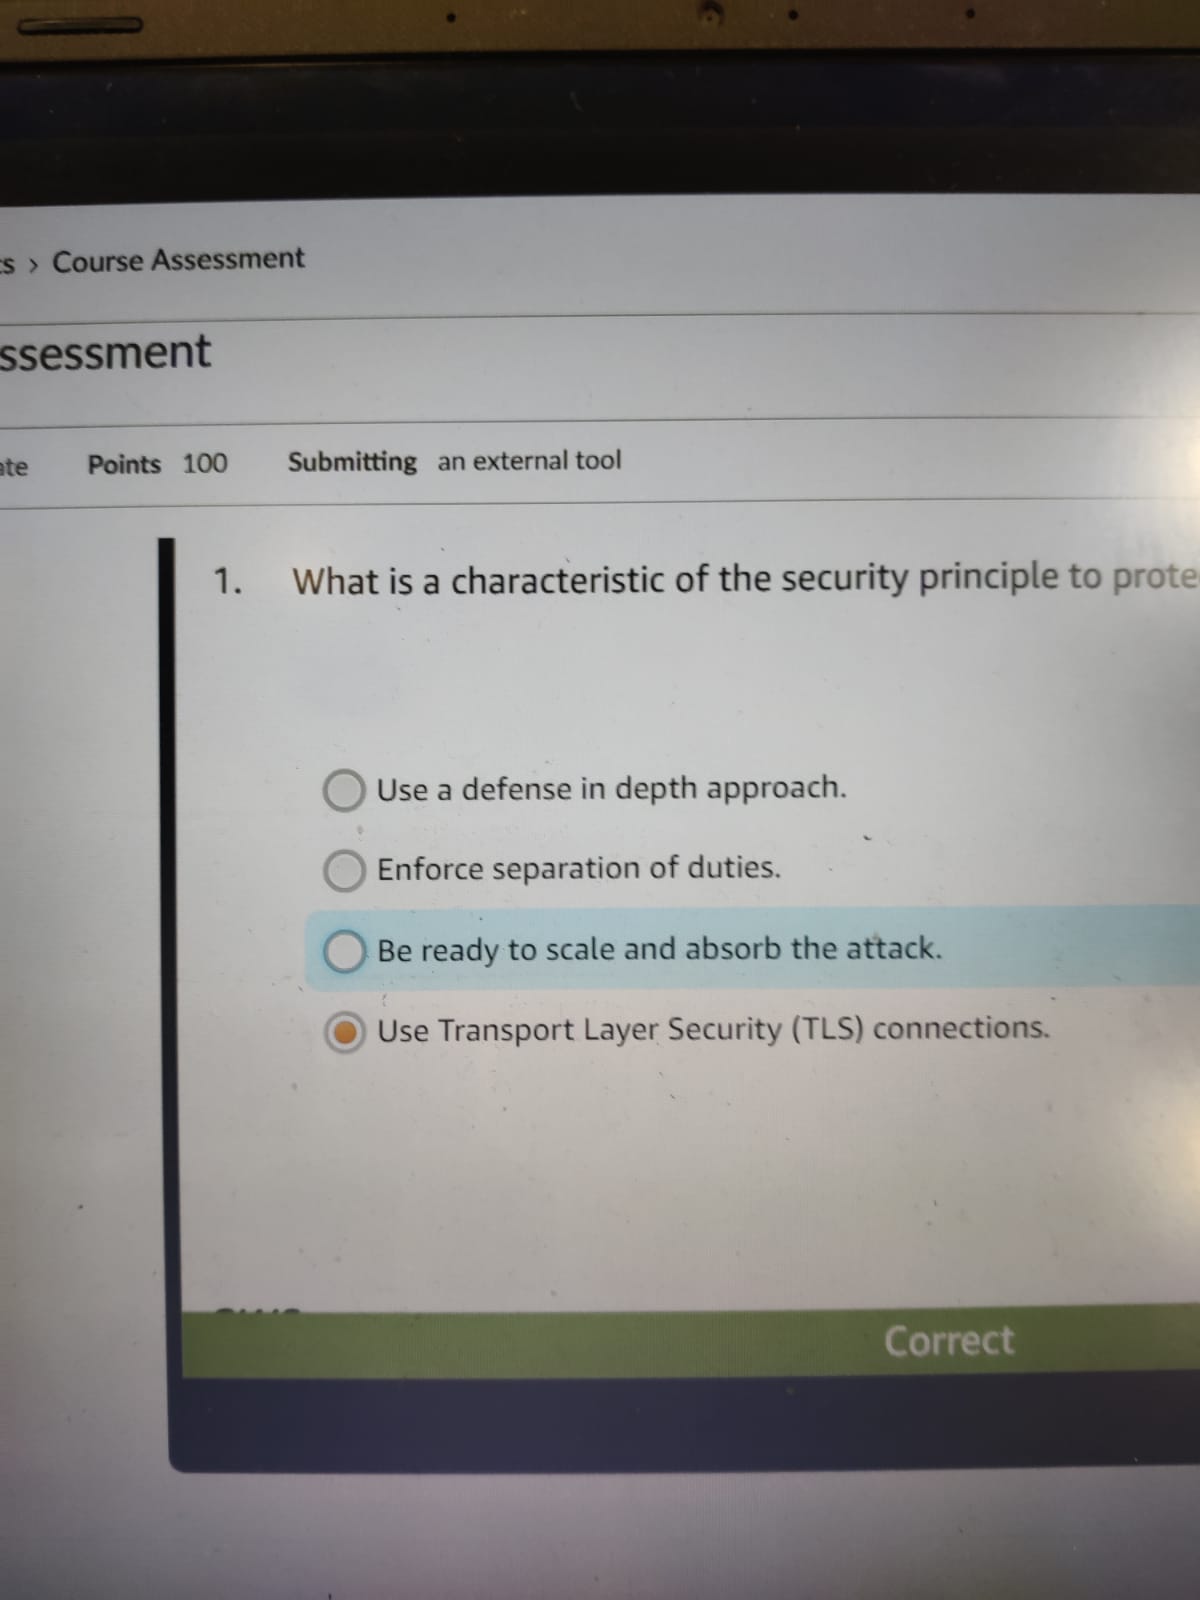 > Course Assessment
ssessment
Points 100 Submitting an external tool
1. What is a characteristic of the security principle to prote
Use a defense in depth approach.
Enforce separation of duties.
Be ready to scale and absorb the attack.
Use Transport Layer Security (TLS) connections.
Correct